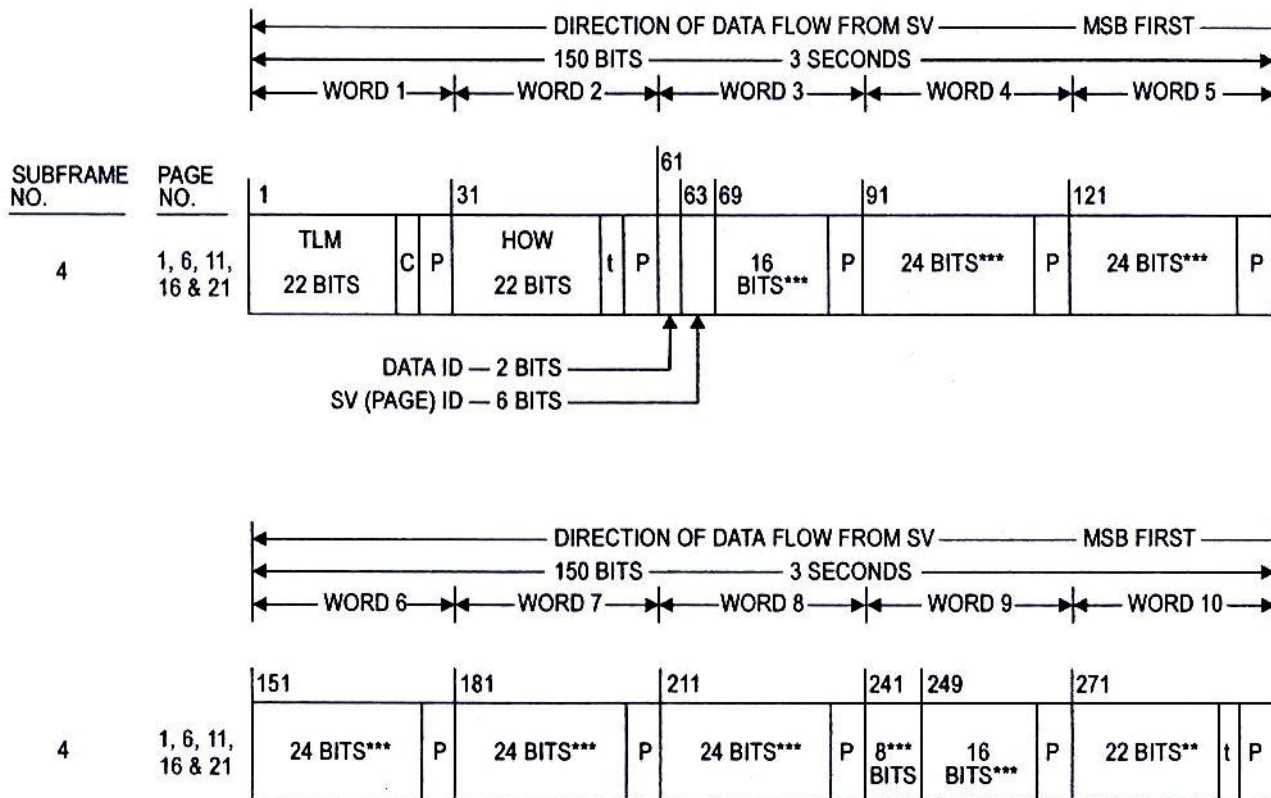 DIRECTION OF DATA FLOW FROM SV MSB FIRST
150 BITS 3 SECONDS
WORD 1 WORD 2 WORD 3 WORD 4 WORD 5
SUBFRAME NO. PAGE NO.
1 31 61 63 69 91 121
4
1, 6, 11,
16 & 21
TLM
22 BITS
C
P
HOW
22 BITS
t
P
16
BITS***
P
24 BITS***
P
24 BITS***
P
DATA ID — 2 BITS
SV (PAGE) ID — 6 BITS
DIRECTION OF DATA FLOW FROM SV MSB FIRST
150 BITS 3 SECONDS
WORD 6 WORD 7 WORD 8 WORD 9 WORD 10
151 181 211 241 249 271
4
1, 6, 11,
16 & 21
24 BITS***
P
24 BITS***
P
24 BITS***
P
8***
BITS
16
BITS***
P
22 BITS**
t
P